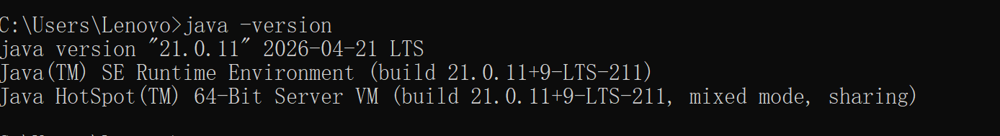 C:\Users\Lenovo>java -version
java version "21.0.11" 2026-04-21 LTS
Java(TM) SE Runtime Environment (build 21.0.11+9-LTS-211)
Java HotSpot(TM) 64-Bit Server VM (build 21.0.11+9-LTS-211, mixed mode, sharing)